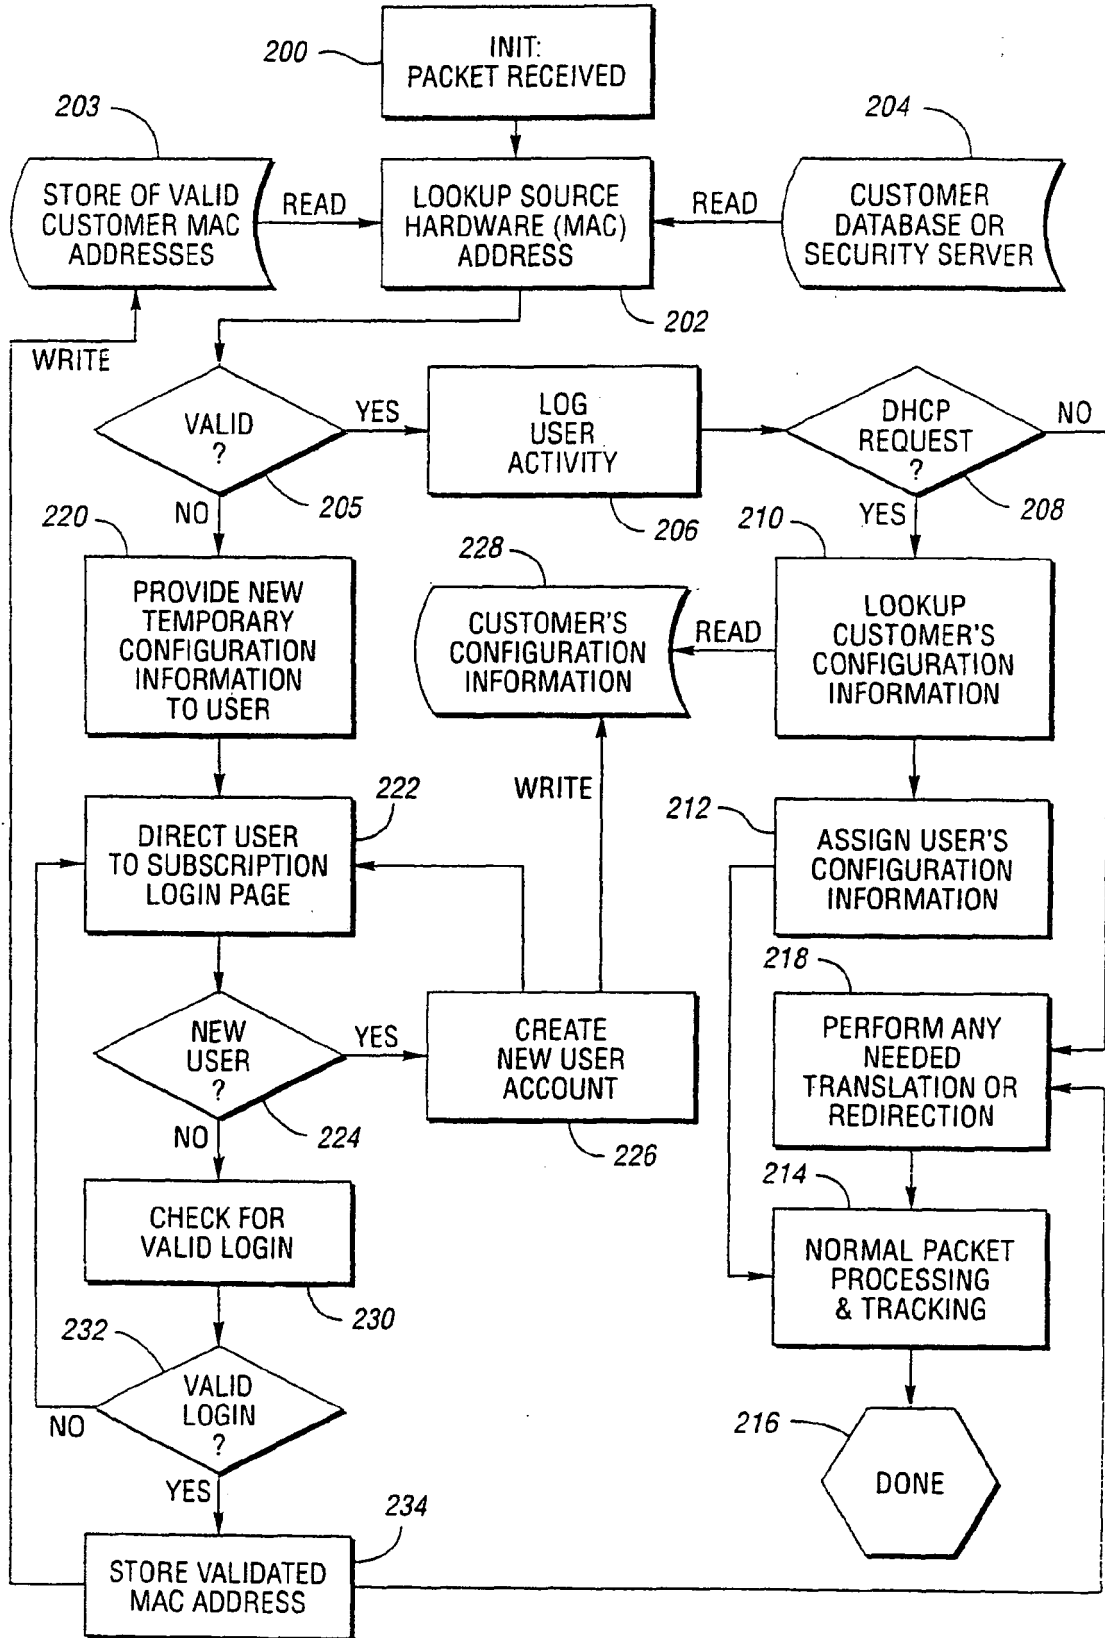 200
INIT:
PACKET RECEIVED
203
204
STORE OF VALID
CUSTOMER MAC
ADDRESSES
READ
LOOKUP SOURCE
HARDWARE (MAC)
ADDRESS
READ
CUSTOMER
DATABASE OR
SECURITY SERVER
202
WRITE
VALID
?
YES
LOG
USER
ACTIVITY
DHCP
REQUEST
?
NO
205
206
208
NO
YES
220
228
210
PROVIDE NEW
TEMPORARY
CONFIGURATION
INFORMATION
TO USER
CUSTOMER'S
CONFIGURATION
INFORMATION
READ
LOOKUP
CUSTOMER'S
CONFIGURATION
INFORMATION
WRITE
222
212
DIRECT USER
TO SUBSCRIPTION
LOGIN PAGE
ASSIGN USER'S
CONFIGURATION
INFORMATION
218
NEW
USER
?
YES
CREATE
NEW USER
ACCOUNT
PERFORM ANY
NEEDED
TRANSLATION OR
REDIRECTION
NO
224
226
214
CHECK FOR
VALID LOGIN
NORMAL PACKET
PROCESSING
& TRACKING
230
232
VALID
LOGIN
?
NO
YES
216
DONE
234
STORE VALIDATED
MAC ADDRESS